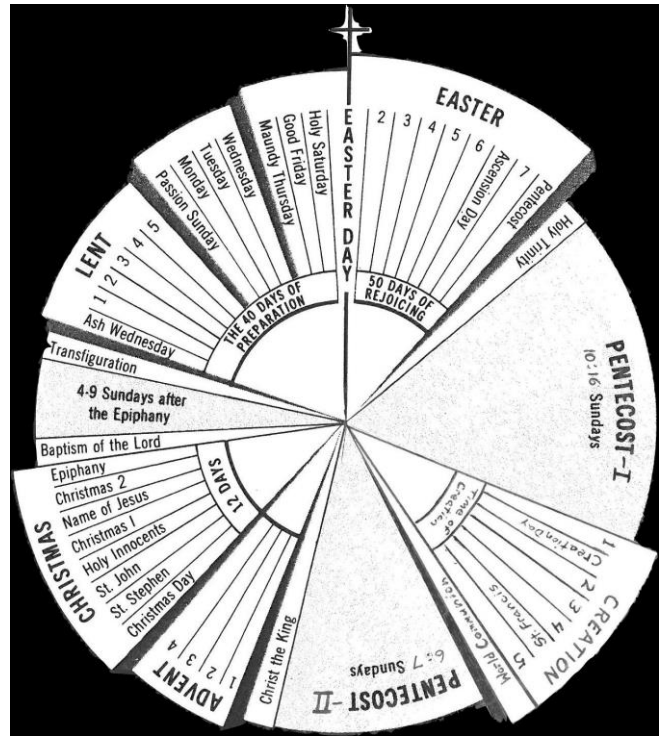 EASTER DAY
EASTER
2
3
4
5
6
Ascension Day
7
Pentecost
50 DAYS OF
REJOICING
Holy Trinity
PENTECOST-I
10:16 Sundays
CREATION
Time of
Creation
1 Creation Day
2
3
4 St. Francis
5
World Communion
PENTECOST-II
6:7 Sundays
Christ the King
ADVENT
1
2
3
4
CHRISTMAS
12 DAYS
Christmas Day
St. Stephen
St. John
Holy Innocents
Christmas I
Name of Jesus
Christmas 2
Epiphany
Baptism of the Lord
4-9 Sundays after
the Epiphany
Transfiguration
LENT
Ash Wednesday
1
2
3
4
5
THE 40 DAYS OF
PREPARATION
Passion Sunday
Monday
Tuesday
Wednesday
Maundy Thursday
Good Friday
Holy Saturday